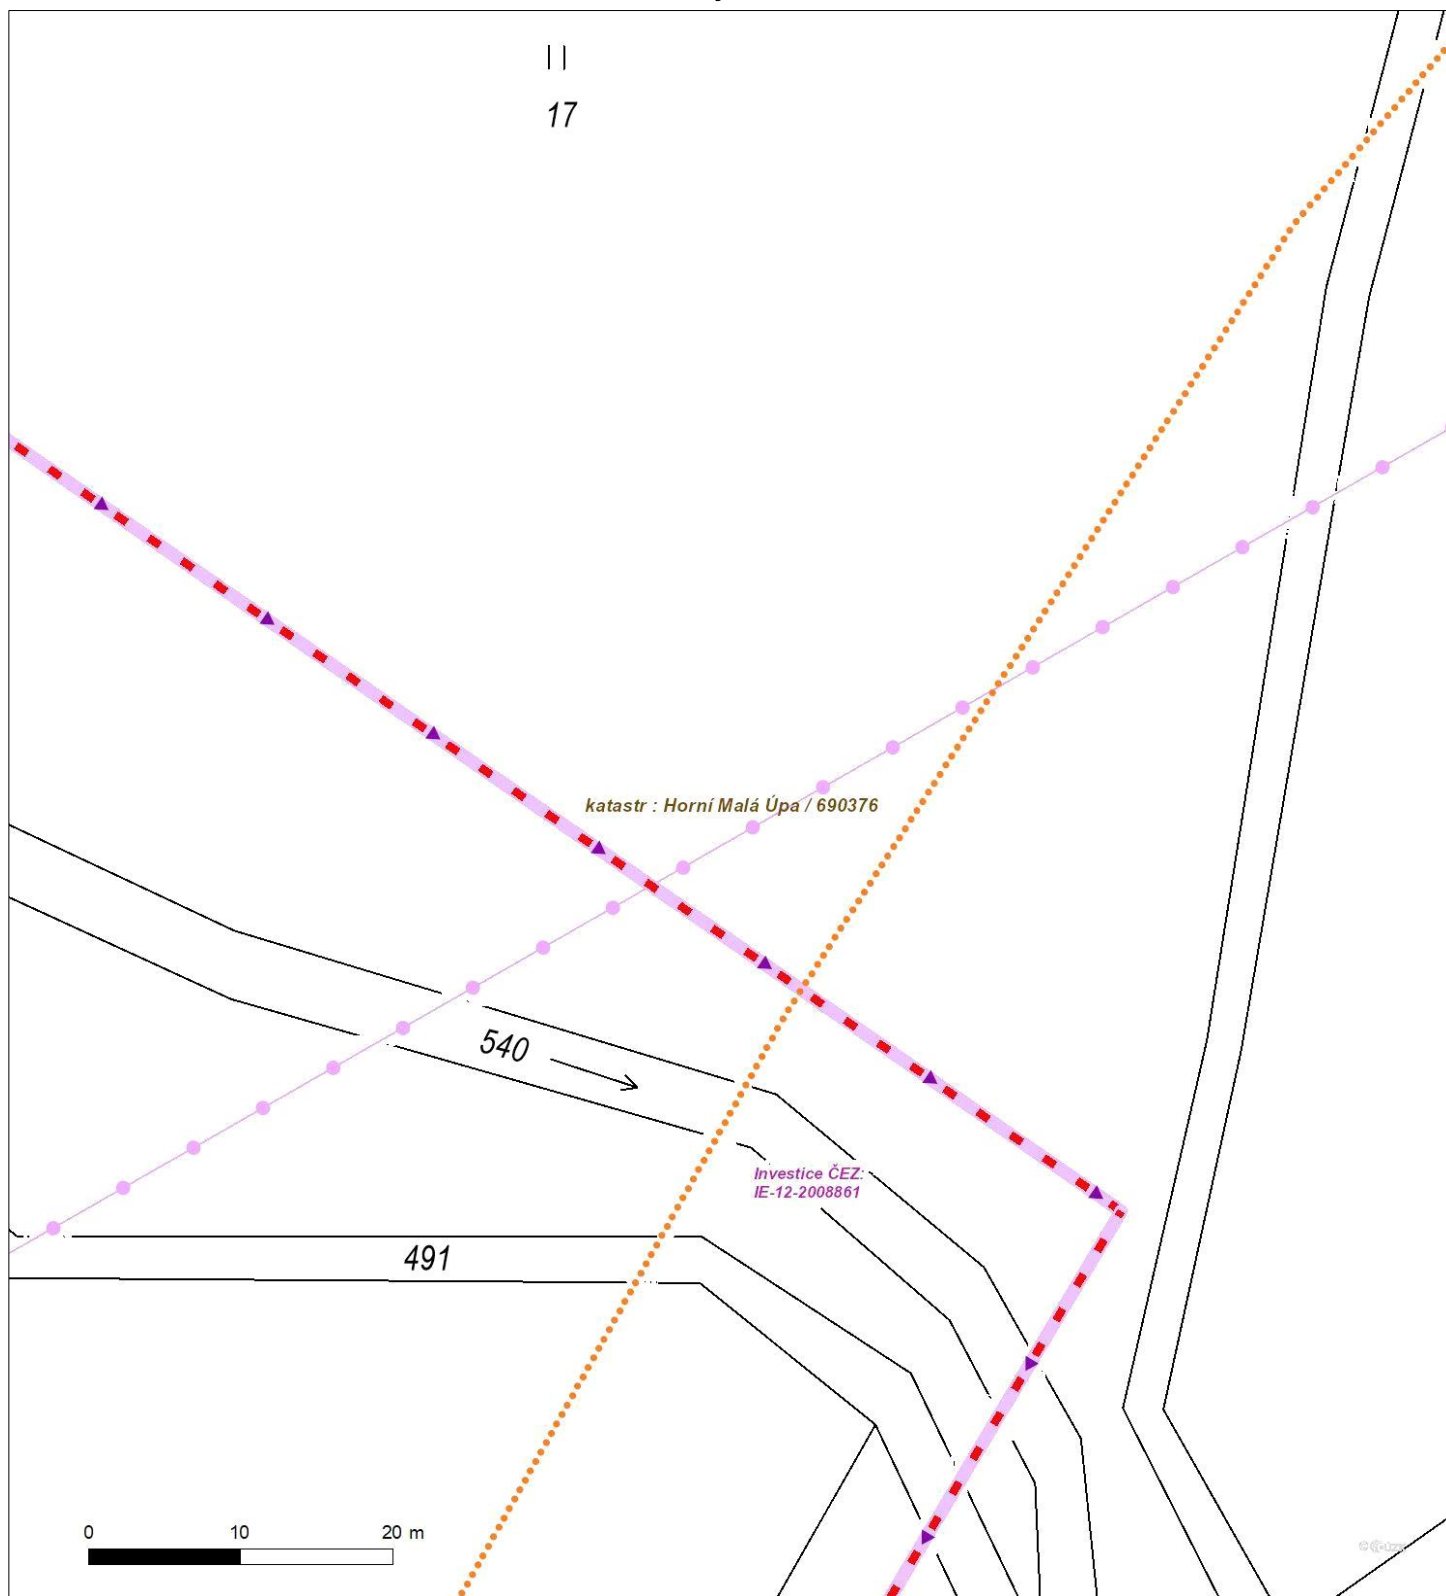 17
katastr : Horní Malá Úpa / 690376
540
Investice ČEZ:
IE-12-2008861
491
0 10 20 m